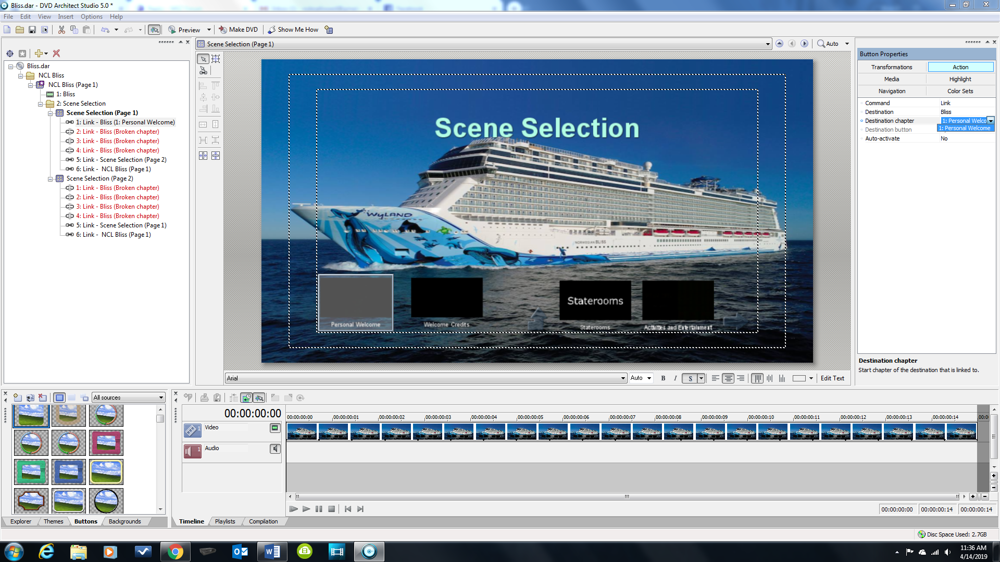 Bliss.dar - DVD Architect Studio 5.0 *
File Edit View Insert Options Help
Preview Make DVD Show Me How
Bliss.dar
NCL Bliss
NCL Bliss (Page 1)
1: Bliss
2: Scene Selection
Scene Selection (Page 1)
1: Link - Bliss (1: Personal Welcome)
2: Link - Bliss (Broken chapter)
3: Link - Bliss (Broken chapter)
4: Link - Bliss (Broken chapter)
5: Link - Scene Selection (Page 2)
6: Link - NCL Bliss (Page 1)
Scene Selection (Page 2)
1: Link - Bliss (Broken chapter)
2: Link - Bliss (Broken chapter)
3: Link - Bliss (Broken chapter)
4: Link - Bliss (Broken chapter)
5: Link - Scene Selection (Page 1)
6: Link - NCL Bliss (Page 1)
Scene Selection (Page 1)
Auto
Scene Selection
WYLAND
NORWEGIAN BLISS
Staterooms
Personal Welcome
Welcome Credits
Staterooms
Activities and Entertainment
Arial Auto B I S Edit Text
Button Properties
Transformations Action
Media Highlight
Navigation Color Sets
Command Link
Destination Bliss
Destination chapter 1: Personal Welco
1: Personal Welcome
Destination button
Auto-activate No
Destination chapter
Start chapter of the destination that is linked to.
All sources
Explorer Themes Buttons Backgrounds
00:00:00:00
00:00:00:00 00:00:00:01 00:00:00:02 00:00:00:03 00:00:00:04 00:00:00:05 00:00:00:06 00:00:00:07 00:00:00:08 00:00:00:09 00:00:00:10 00:00:00:11 00:00:00:12 00:00:00:13 00:00:00:14 00:0
1 Video
1 Audio
00:00:00:00 00:00:00:14 00:00:00:14
Timeline Playlists Compilation
Disc Space Used: 2.7GB
11:36 AM
4/14/2019